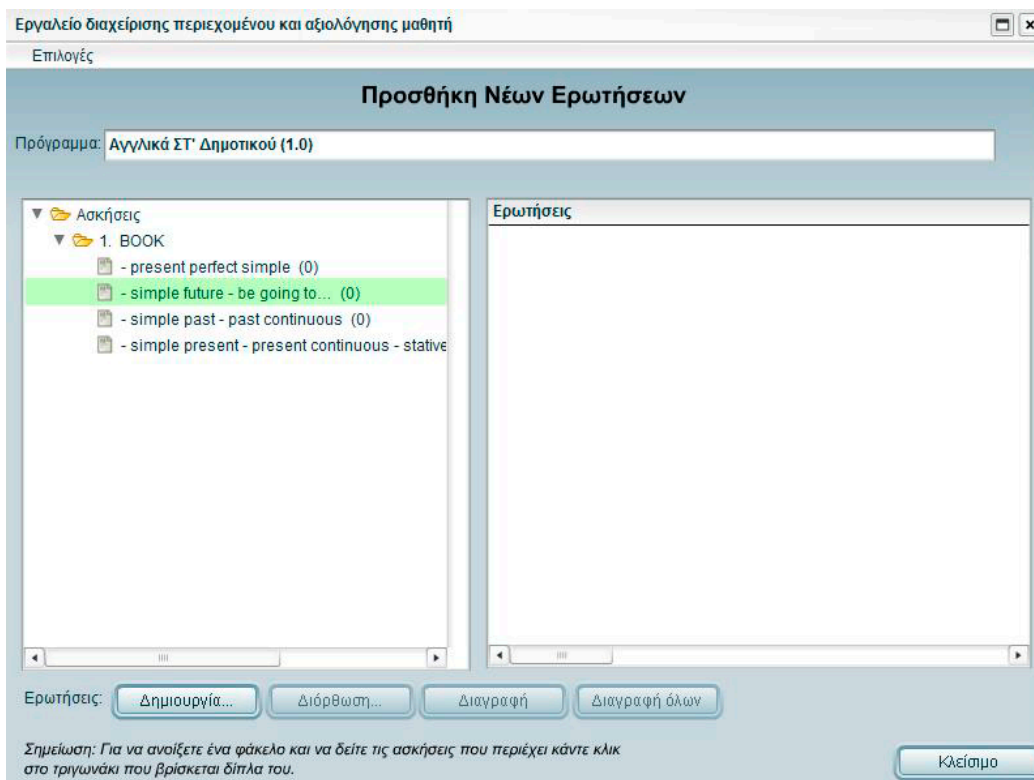 Εργαλείο διαχείρισης περιεχομένου και αξιολόγησης μαθητή
Επιλογές
Προσθήκη Νέων Ερωτήσεων
Πρόγραμμα: Αγγλικά ΣΤ' Δημοτικού (1.0)
Ασκήσεις
1. BOOK
- present perfect simple (0)
- simple future - be going to... (0)
- simple past - past continuous (0)
- simple present - present continuous - stative
Ερωτήσεις
Ερωτήσεις: Δημιουργία... Διόρθωση... Διαγραφή Διαγραφή όλων
Σημείωση: Για να ανοίξετε ένα φάκελο και να δείτε τις ασκήσεις που περιέχει κάντε κλικ
στο τριγωνάκι που βρίσκεται δίπλα του.
Κλείσιμο